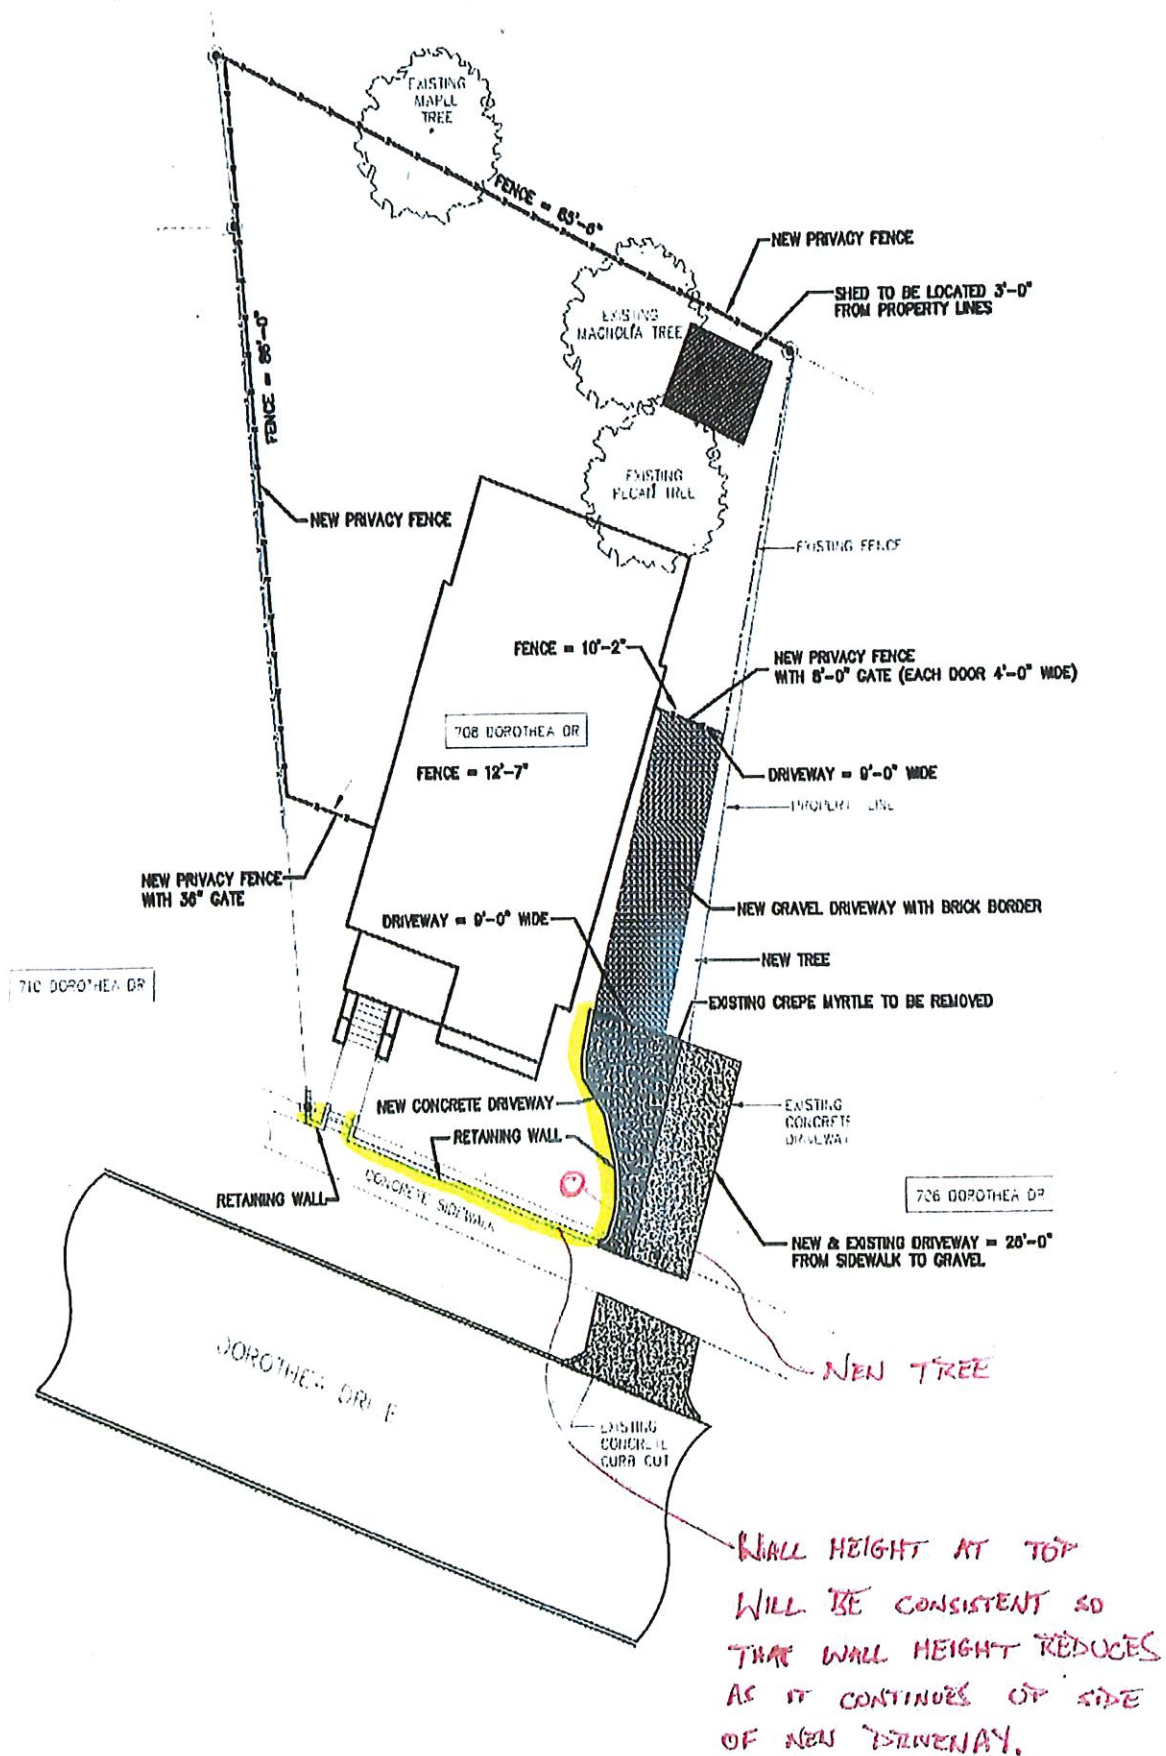 EXISTING
MAPLE
TREE
FENCE = 65'-6"
NEW PRIVACY FENCE
SHED TO BE LOCATED 3'-0"
FROM PROPERTY LINES
EXISTING
MAGNOLIA TREE
FENCE = 86'-0"
EXISTING
PECAN TREE
NEW PRIVACY FENCE
EXISTING FENCE
FENCE = 10'-2"
NEW PRIVACY FENCE
WITH 8'-0" GATE (EACH DOOR 4'-0" WIDE)
708 DOROTHEA DR
FENCE = 12'-7"
DRIVEWAY = 9'-0" WIDE
PROPERTY LINE
NEW PRIVACY FENCE
WITH 36" GATE
NEW GRAVEL DRIVEWAY WITH BRICK BORDER
DRIVEWAY = 9'-0" WIDE
NEW TREE
710 DOROTHEA DR
EXISTING CREPE MYRTLE TO BE REMOVED
NEW CONCRETE DRIVEWAY
EXISTING
CONCRETE
DRIVEWAY
RETAINING WALL
CONCRETE SIDEWALK
RETAINING WALL
706 DOROTHEA DR
NEW & EXISTING DRIVEWAY = 28'-0"
FROM SIDEWALK TO GRAVEL
NEW TREE
DOROTHEA DRIVE
EXISTING
CONCRETE
CURB CUT
WALL HEIGHT AT TOP
WILL BE CONSISTENT SO
THAT WALL HEIGHT REDUCES
AS IT CONTINUES UP SIDE
OF NEW DRIVEWAY.